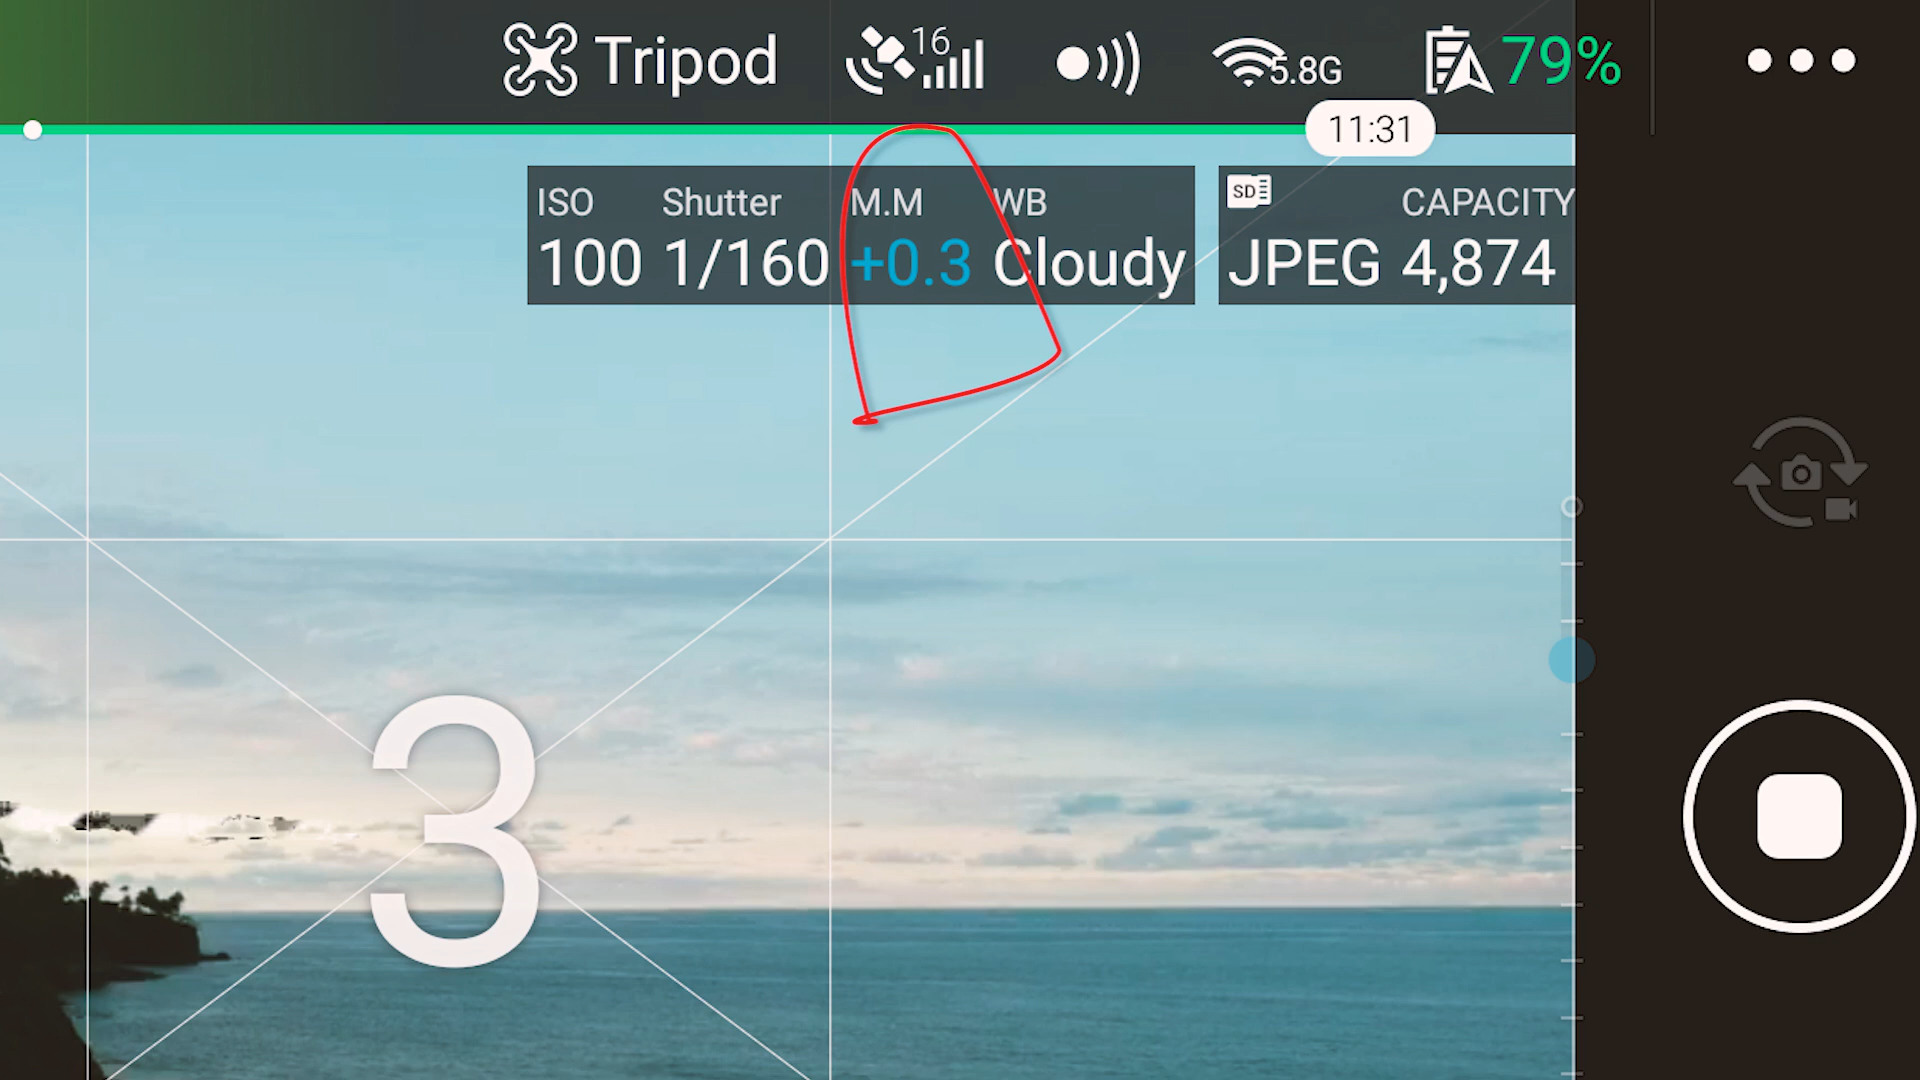 Tripod 16 5.8G 79%
11:31
ISO Shutter M.M WB SD CAPACITY
100 1/160 +0.3 Cloudy JPEG 4,874
3